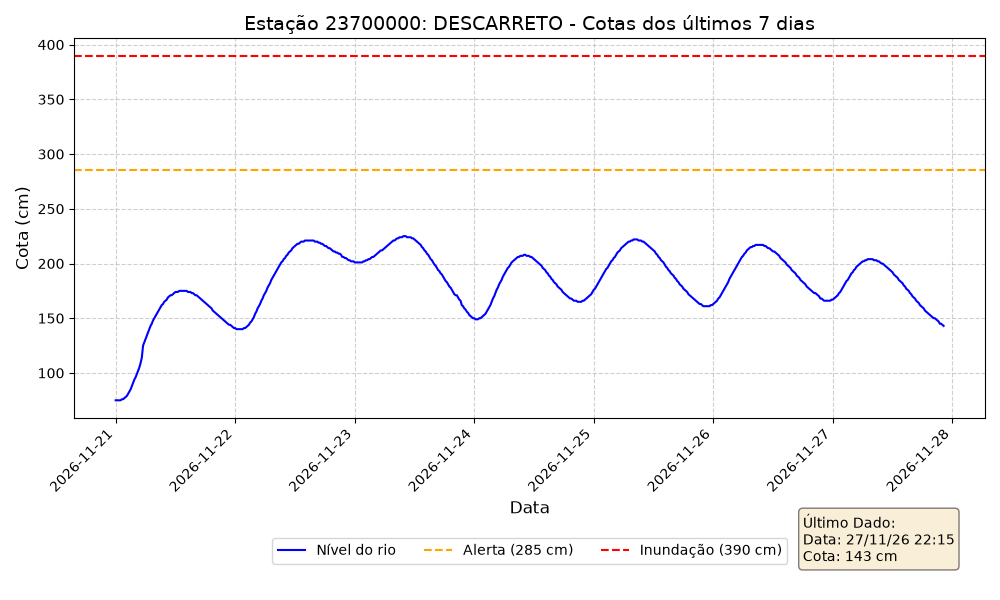 Estação 23700000: DESCARRETO - Cotas dos últimos 7 dias
Cota (cm)
400
350
300
250
200
150
100
2026-11-21
2026-11-22
2026-11-23
2026-11-24
2026-11-25
2026-11-26
2026-11-27
2026-11-28
Data
Nível do rio
Alerta (285 cm)
Inundação (390 cm)
Último Dado:
Data: 27/11/26 22:15
Cota: 143 cm